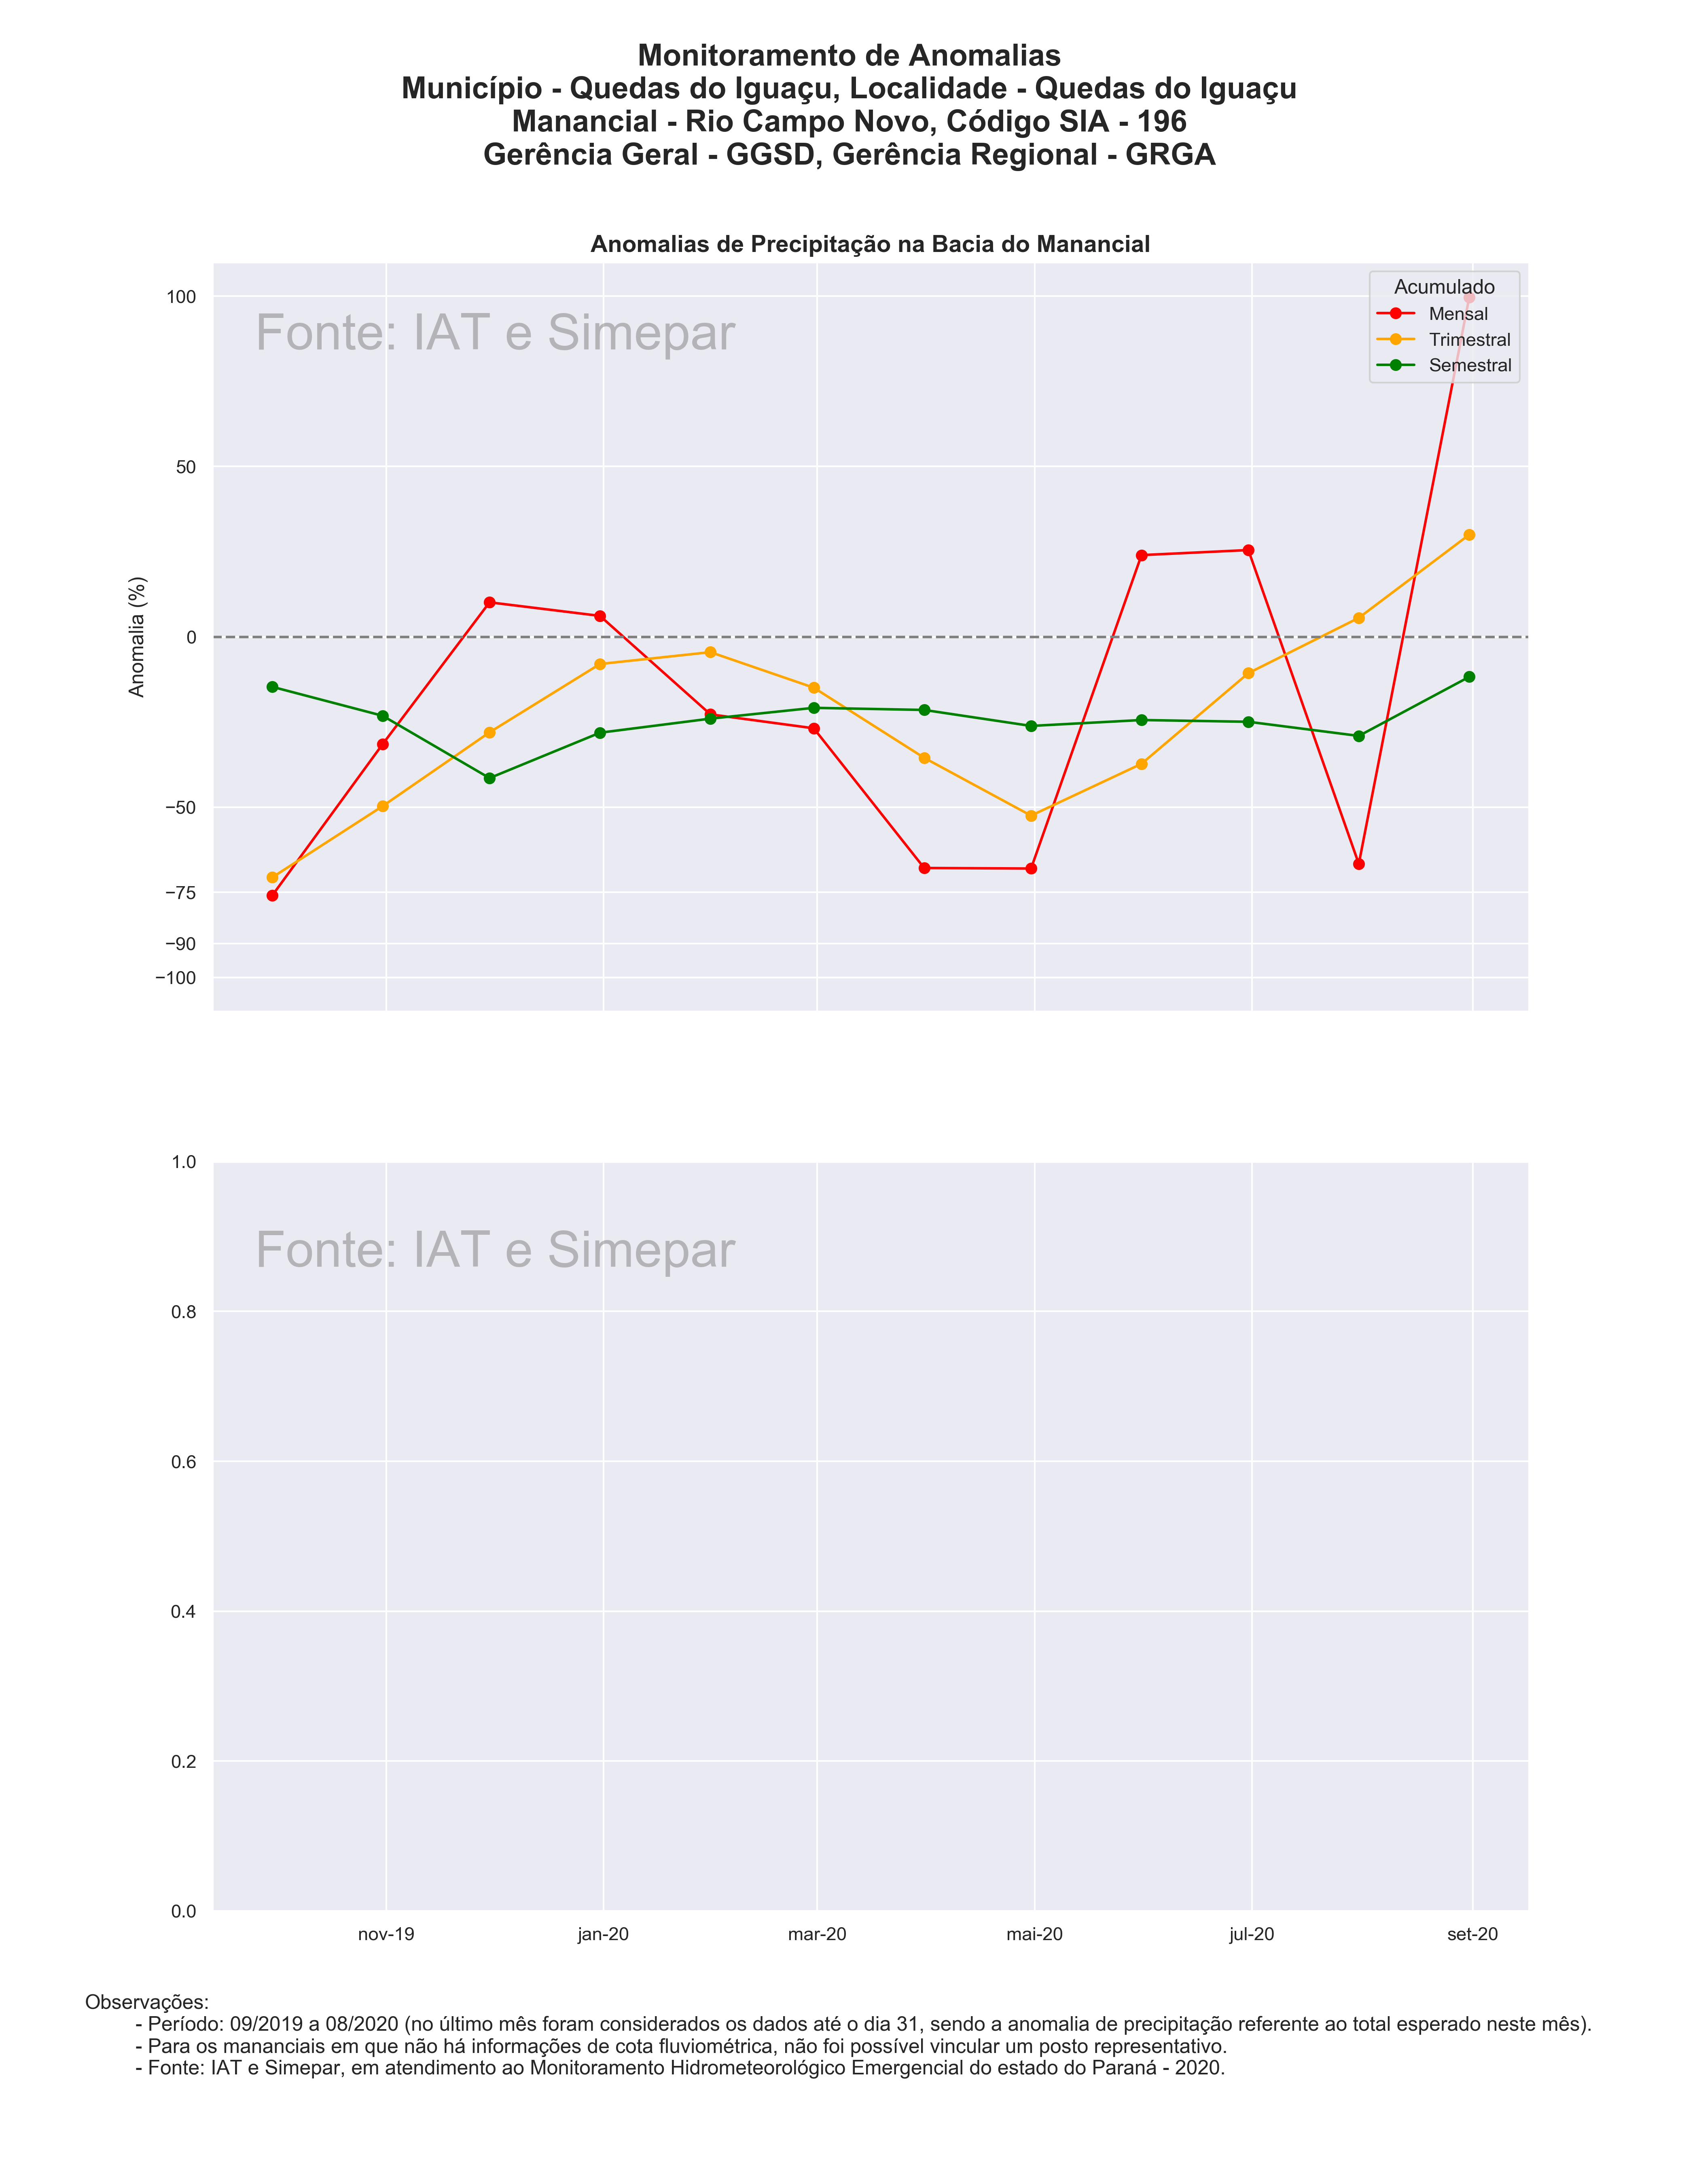 Monitoramento de Anomalias
Município - Quedas do Iguaçu, Localidade - Quedas do Iguaçu
Manancial - Rio Campo Novo, Código SIA - 196
Gerência Geral - GGSD, Gerência Regional - GRGA
Anomalias de Precipitação na Bacia do Manancial
Fonte: IAT e Simepar
Acumulado
Mensal
Trimestral
Semestral
Anomalia (%)
100
50
0
−50
−75
−90
−100
Fonte: IAT e Simepar
1.0
0.8
0.6
0.4
0.2
0.0
nov-19 jan-20 mar-20 mai-20 jul-20 set-20
Observações:
- Período: 09/2019 a 08/2020 (no último mês foram considerados os dados até o dia 31, sendo a anomalia de precipitação referente ao total esperado neste mês).
- Para os mananciais em que não há informações de cota fluviométrica, não foi possível vincular um posto representativo.
- Fonte: IAT e Simepar, em atendimento ao Monitoramento Hidrometeorológico Emergencial do estado do Paraná - 2020.